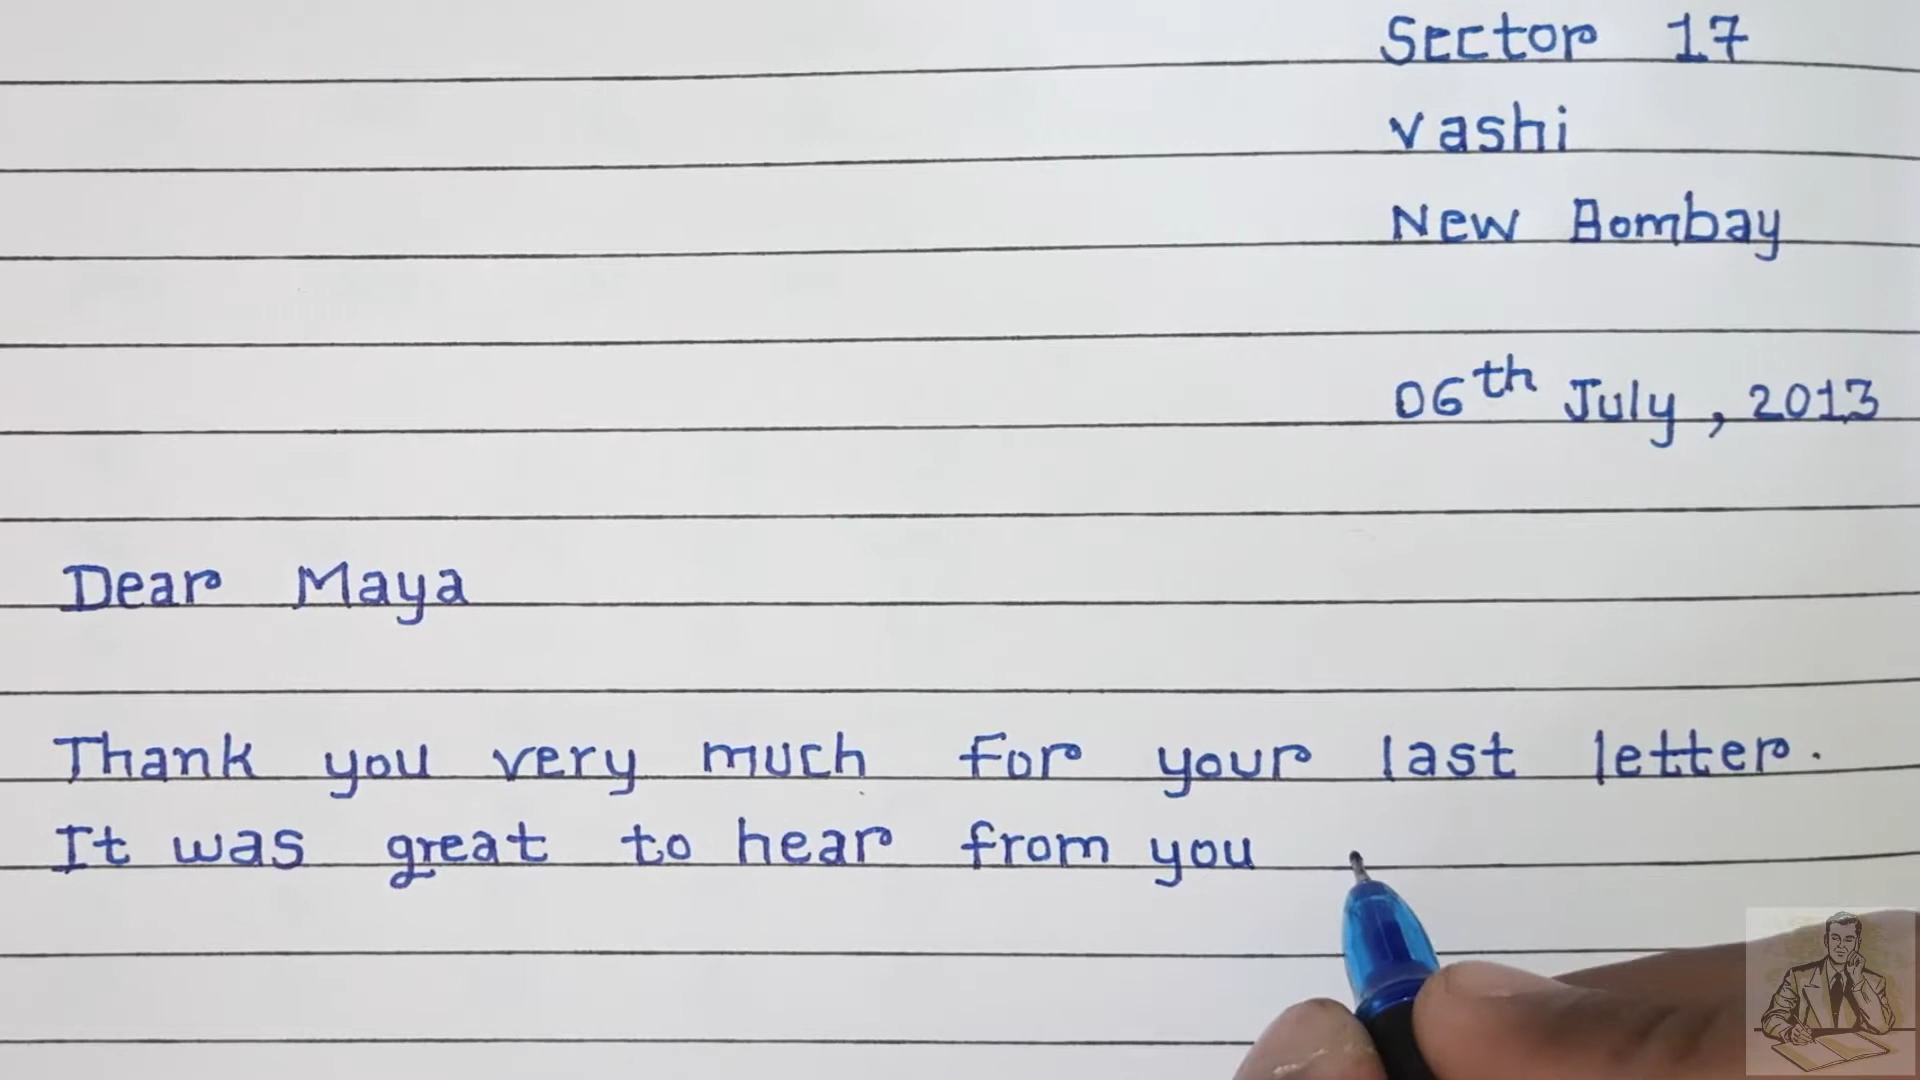 Sector 17
Vashi
New Bombay
06th July, 2013
Dear Maya
Thank you very much for your last letter.
It was great to hear from you